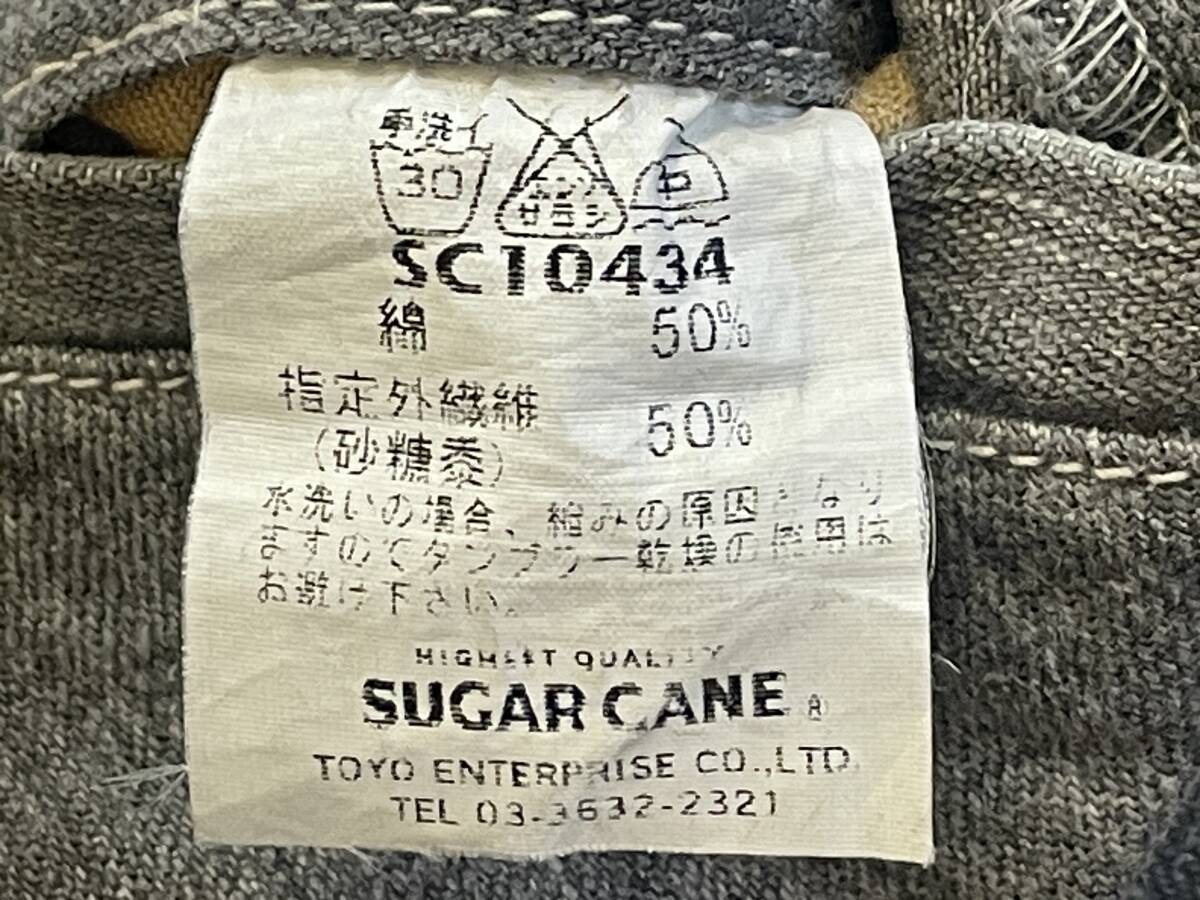 手洗イ
30
エンソ
サラシ
中
SC10434
綿 50%
指定外繊維
(砂糖黍) 50%
水洗いの場合、縮みの原因となり
ますのでタンブラー乾燥の使用は
お避け下さい。
HIGHEST QUALITY
SUGAR CANE ®
TOYO ENTERPRISE CO.,LTD.
TEL 03-3632-2321